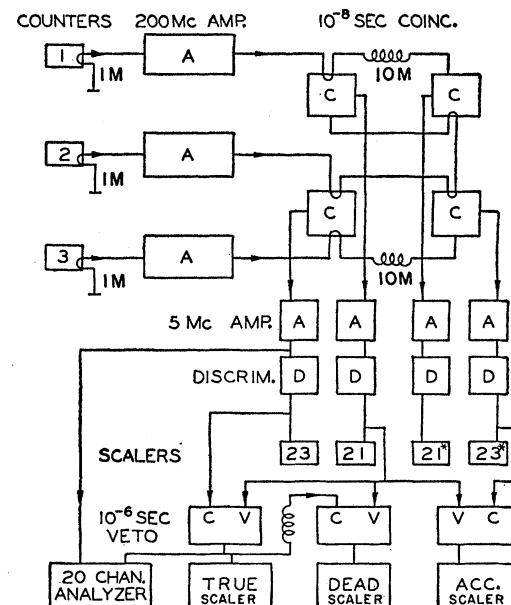 COUNTERS 200Mc AMP. 10⁻⁸ SEC COINC.
1 A 10M
1M C C
2 A
1M C C
3 A
1M 10M
5 Mc AMP. A A A A
DISCRIM. D D D D
23 21 21* 23*
SCALERS
10⁻⁶ SEC C V C V V C
VETO
20 CHAN. TRUE DEAD ACC.
ANALYZER SCALER SCALER SCALER